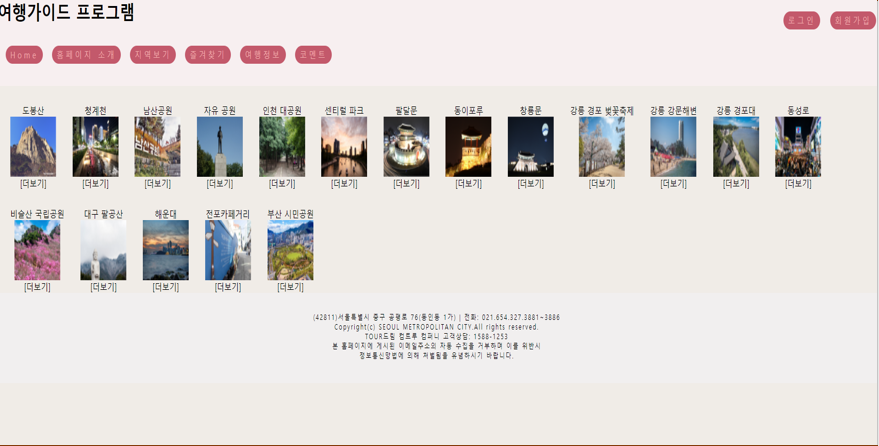 여행가이드 프로그램
로그인 회원가입
Home 홈페이지 소개 지역보기 즐겨찾기 여행정보 코멘트
도봉산 청계천 남산공원 자유 공원 인천 대공원 센티럴 파크 팔달문 동이포루 창룡문 강릉 경포 벚꽃축제 강릉 강문해변 강릉 경포대 동성로
남산공원
[더보기] [더보기] [더보기] [더보기] [더보기] [더보기] [더보기] [더보기] [더보기] [더보기] [더보기] [더보기] [더보기]
비슬산 국립공원 대구 팔공산 해운대 전포카페거리 부산 시민공원
[더보기] [더보기] [더보기] [더보기] [더보기]
(42811)서울특별시 중구 공평로 76(동인동 1가) | 전화: 021.654.327.3881~3886
Copyright(c) SEOUL METROPOLITAN CITY.All rights reserved.
TOUR드림 컴트루 컴퍼니 고객상담: 1588-1253
본 홈페이지에 게시된 이메일주소의 자동 수집을 거부하며 이를 위반시
정보통신망법에 의해 처벌됨을 유념하시기 바랍니다.